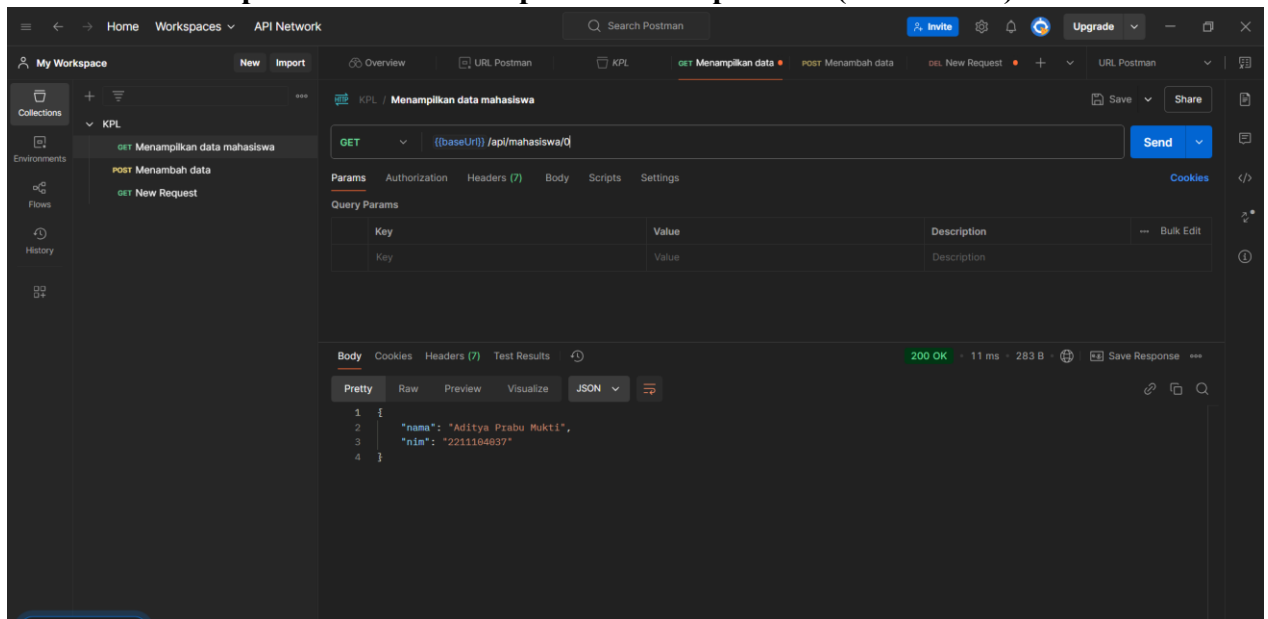 Home Workspaces API Network Search Postman Invite Upgrade
My Workspace New Import Overview URL Postman KPL GET Menampilkan data POST Menambah data DEL New Request URL Postman
Collections
Environments
Flows
History
KPL
GET Menampilkan data mahasiswa
POST Menambah data
GET New Request
HTTP KPL / Menampilkan data mahasiswa Save Share
GET {{baseUrl}} /api/mahasiswa/0 Send
Params Authorization Headers (7) Body Scripts Settings Cookies
Query Params
Key Value Description Bulk Edit
Key Value Description
Body Cookies Headers (7) Test Results 200 OK 11 ms 283 B Save Response
Pretty Raw Preview Visualize JSON
1 {
2 "nama": "Aditya Prabu Mukti",
3 "nim": "2211104037"
4 }